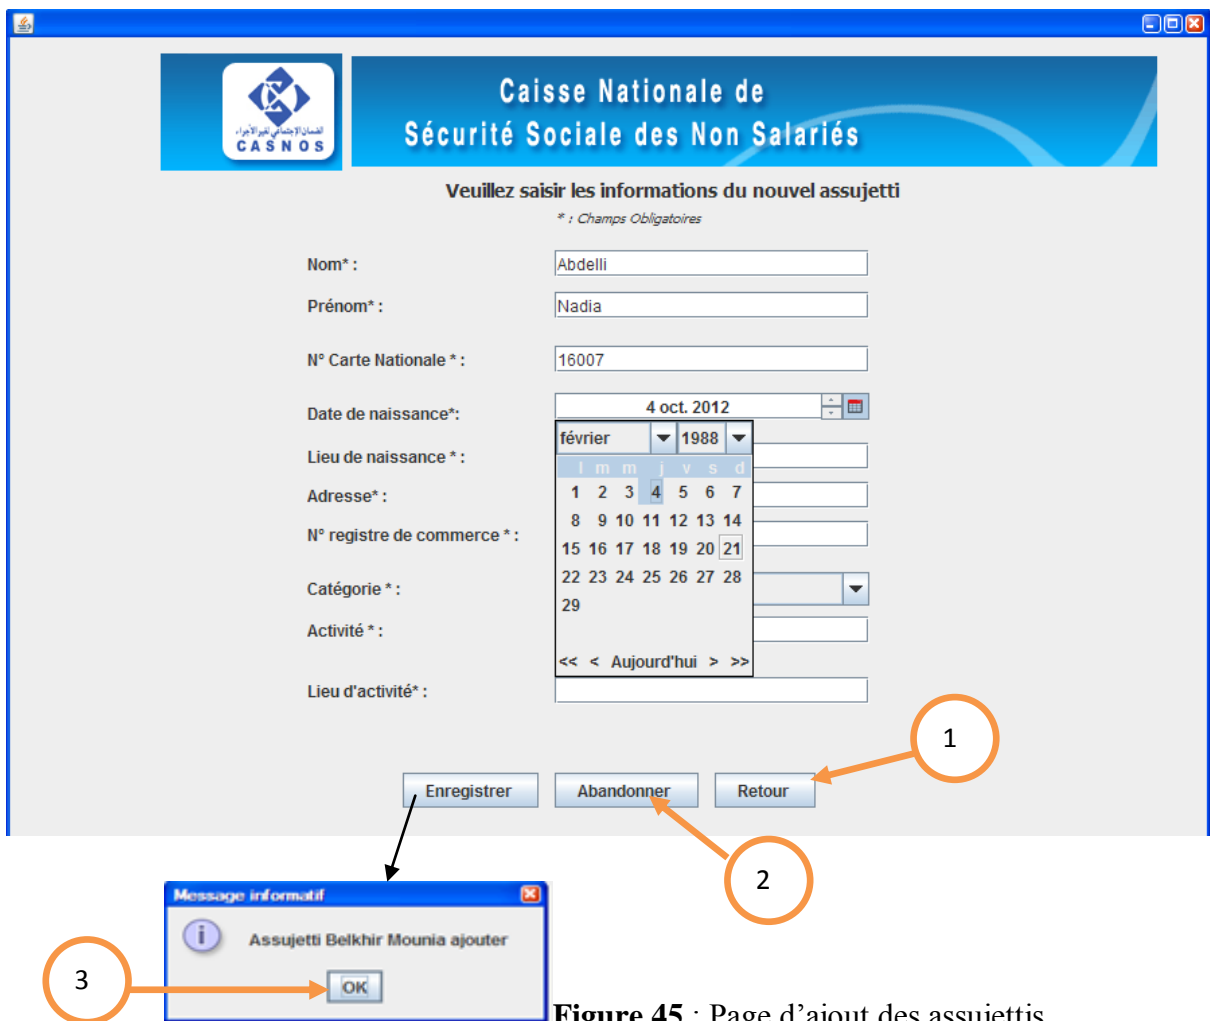 الضمان الإجتماعي لغير الأجراء
CASNOS
Caisse Nationale de
Sécurité Sociale des Non Salariés
Veuillez saisir les informations du nouvel assujetti
* : Champs Obligatoires
Nom* : Abdelli
Prénom* : Nadia
N° Carte Nationale * : 16007
Date de naissance*: 4 oct. 2012
février 1988
Lieu de naissance * :
l m m j v s d
Adresse* :
1 2 3 4 5 6 7
8 9 10 11 12 13 14
N° registre de commerce * :
15 16 17 18 19 20 21
22 23 24 25 26 27 28
Catégorie * :
29
Activité * :
<< < Aujourd'hui > >>
Lieu d'activité* :
1
Enregistrer Abandonner Retour
2
Message informatif
i Assujetti Belkhir Mounia ajouter
3
OK
Figure 45 : Page d'ajout des assujettis